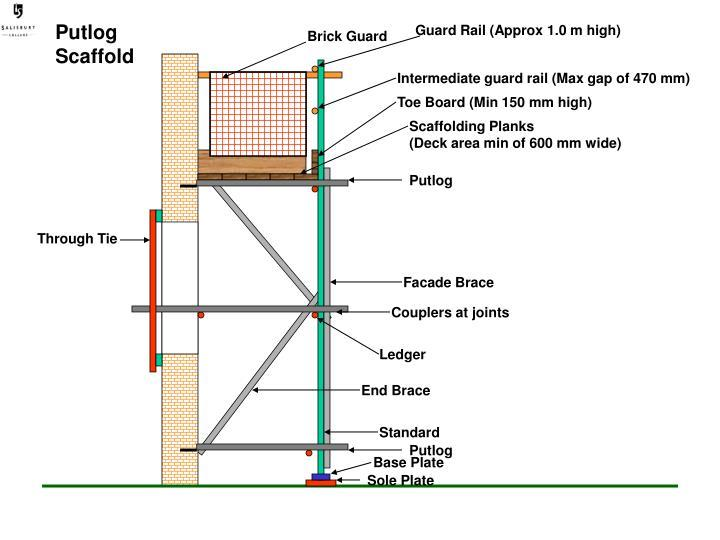 SALISBURY
COLLEGE
Putlog
Scaffold
Brick Guard
Guard Rail (Approx 1.0 m high)
Intermediate guard rail (Max gap of 470 mm)
Toe Board (Min 150 mm high)
Scaffolding Planks
(Deck area min of 600 mm wide)
Putlog
Through Tie
Facade Brace
Couplers at joints
Ledger
End Brace
Standard
Putlog
Base Plate
Sole Plate